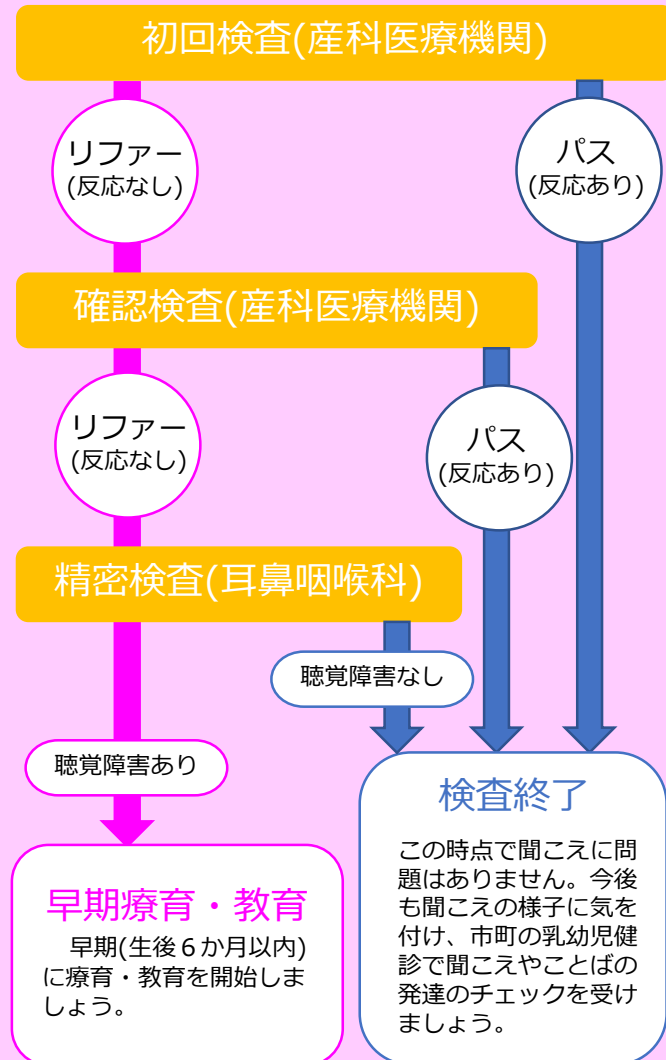 初回検査(産科医療機関)
リファー
(反応なし)
パス
(反応あり)
確認検査(産科医療機関)
リファー
(反応なし)
パス
(反応あり)
精密検査(耳鼻咽喉科)
聴覚障害なし
聴覚障害あり
検査終了
この時点で聞こえに問
題はありません。今後
も聞こえの様子に気を
付け、市町の乳幼児健
診で聞こえやことばの
発達のチェックを受け
ましょう。
早期療育・教育
早期(生後６か月以内)
に療育・教育を開始しま
しょう。